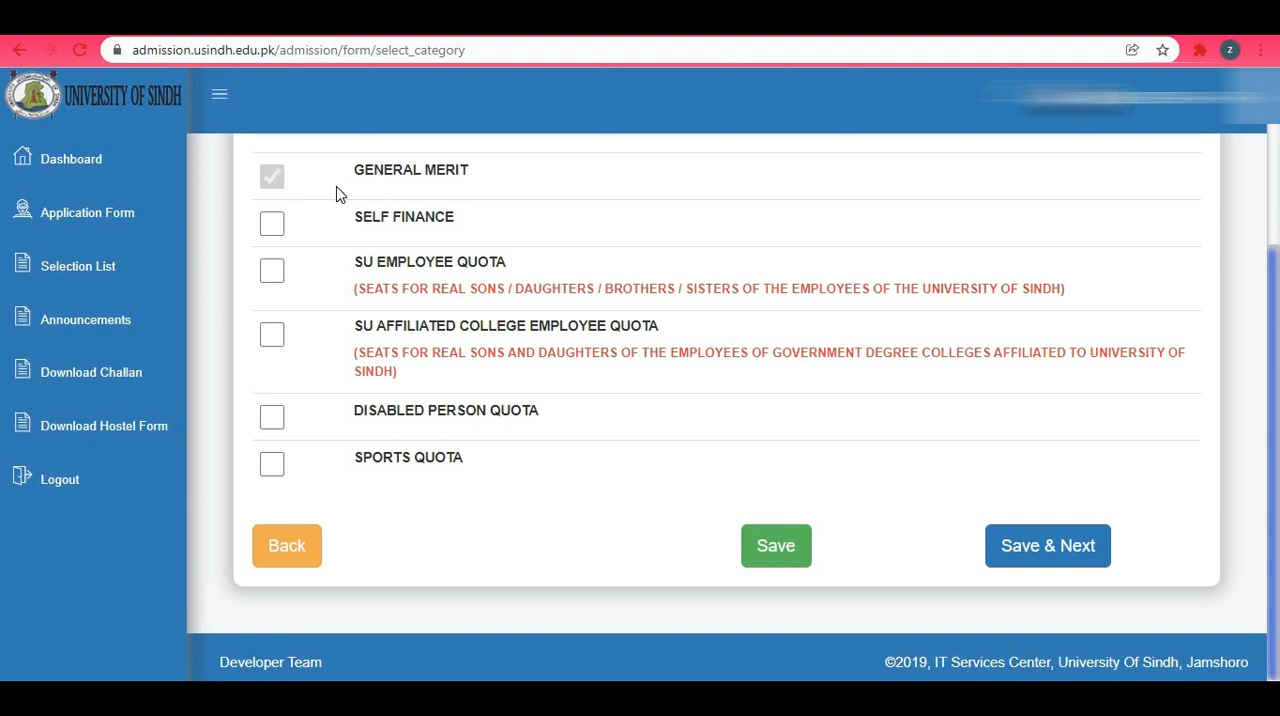 admission.usindh.edu.pk/admission/form/select_category
Z
UNIVERSITY OF SINDH
Dashboard
Application Form
Selection List
Announcements
Download Challan
Download Hostel Form
Logout
GENERAL MERIT
SELF FINANCE
SU EMPLOYEE QUOTA
(SEATS FOR REAL SONS / DAUGHTERS / BROTHERS / SISTERS OF THE EMPLOYEES OF THE UNIVERSITY OF SINDH)
SU AFFILIATED COLLEGE EMPLOYEE QUOTA
(SEATS FOR REAL SONS AND DAUGHTERS OF THE EMPLOYEES OF GOVERNMENT DEGREE COLLEGES AFFILIATED TO UNIVERSITY OF
SINDH)
DISABLED PERSON QUOTA
SPORTS QUOTA
Back
Save
Save & Next
Developer Team
©2019, IT Services Center, University Of Sindh, Jamshoro